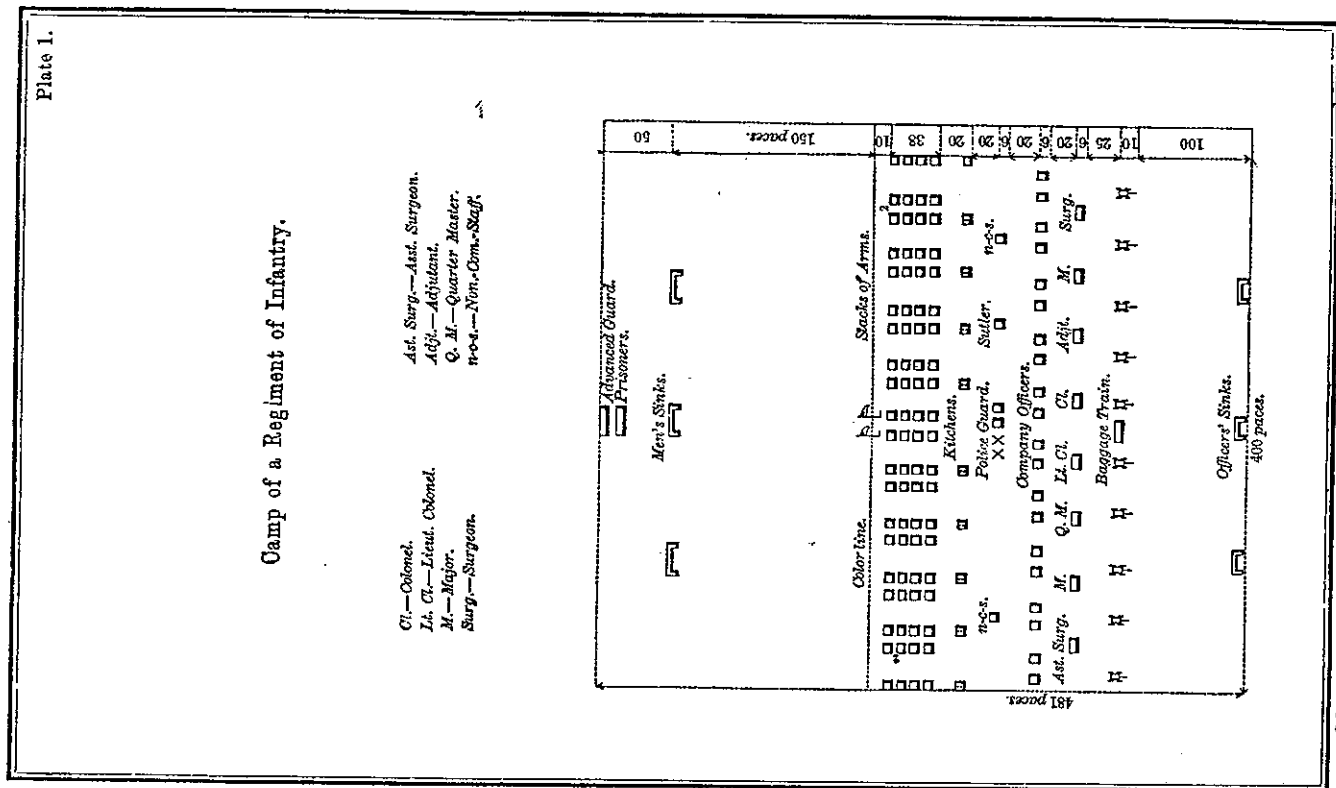 Plate 1.
Camp of a Regiment of Infantry.
Cl.—Colonel.
Lt. Cl.—Lieut. Colonel.
M.—Major.
Surg.—Surgeon.
Ast. Surg.—Asst. Surgeon.
Adjt.—Adjutant.
Q. M.—Quarter Master.
n-c-s.—Non.-Com.-Staff.
Advanced Guard.
Prisoners.
Men's Sinks.
Color line.
Stacks of Arms.
2
2
Kitchens.
n-c-s.
Police Guard.
X X
Sutler.
n-c-s.
Company Officers.
Ast. Surg.
M.
Q. M.
Lt. Cl.
Cl.
Adjt.
M.
Surg.
Baggage Train.
Officers' Sinks.
400 paces.
481 paces.
50
150 paces.
10
38
20
20
6
20
6
20
6
25
10
100